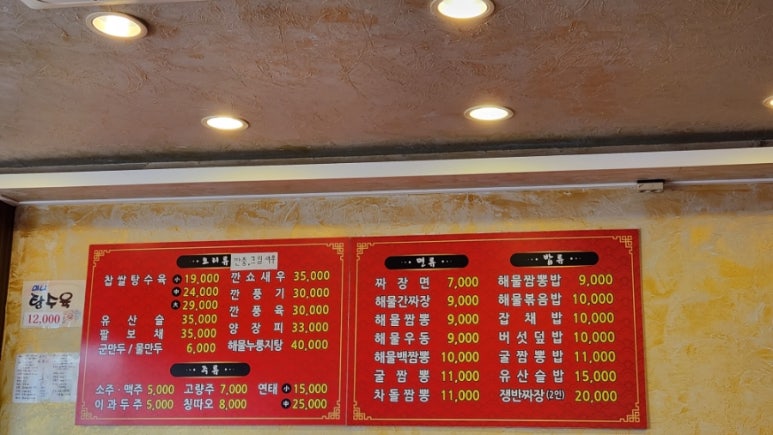 요리류
찹쌀탕수육 小 19,000
中 24,000
大 29,000
유산슬 35,000
팔보채 35,000
군만두 / 물만두 6,000
깐쇼새우 35,000
깐풍기 30,000
깐풍육 30,000
양장피 33,000
해물누룽지탕 40,000
주류
소주 · 맥주 5,000 고량주 7,000 연태 小 15,000
이과두주 5,000 칭따오 8,000 中 25,000
면류
짜장면 7,000
해물간짜장 9,000
해물짬뽕 9,000
해물우동 9,000
해물백짬뽕 10,000
굴짬뽕 11,000
차돌짬뽕 11,000
밥류
해물짬뽕밥 9,000
해물볶음밥 10,000
잡채밥 10,000
버섯덮밥 10,000
굴짬뽕밥 11,000
유산슬밥 15,000
쟁반짜장 (2인) 20,000
미니
탕수육
12,000